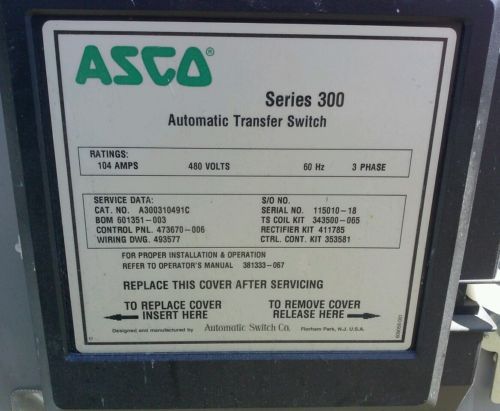 ASCO®
Series 300
Automatic Transfer Switch
RATINGS:
104 AMPS 480 VOLTS 60 Hz 3 PHASE
SERVICE DATA: S/O NO.
CAT. NO. A300310491C SERIAL NO. 115010-18
BOM 601351-003 TS COIL KIT 343500-065
CONTROL PNL. 473670-006 RECTIFIER KIT 411785
WIRING DWG. 493577 CTRL. CONT. KIT 353581
FOR PROPER INSTALLATION & OPERATION
REFER TO OPERATOR'S MANUAL 381333-067
REPLACE THIS COVER AFTER SERVICING
TO REPLACE COVER TO REMOVE COVER
INSERT HERE RELEASE HERE
Designed and manufactured by Automatic Switch Co. Florham Park, N.J. U.S.A.